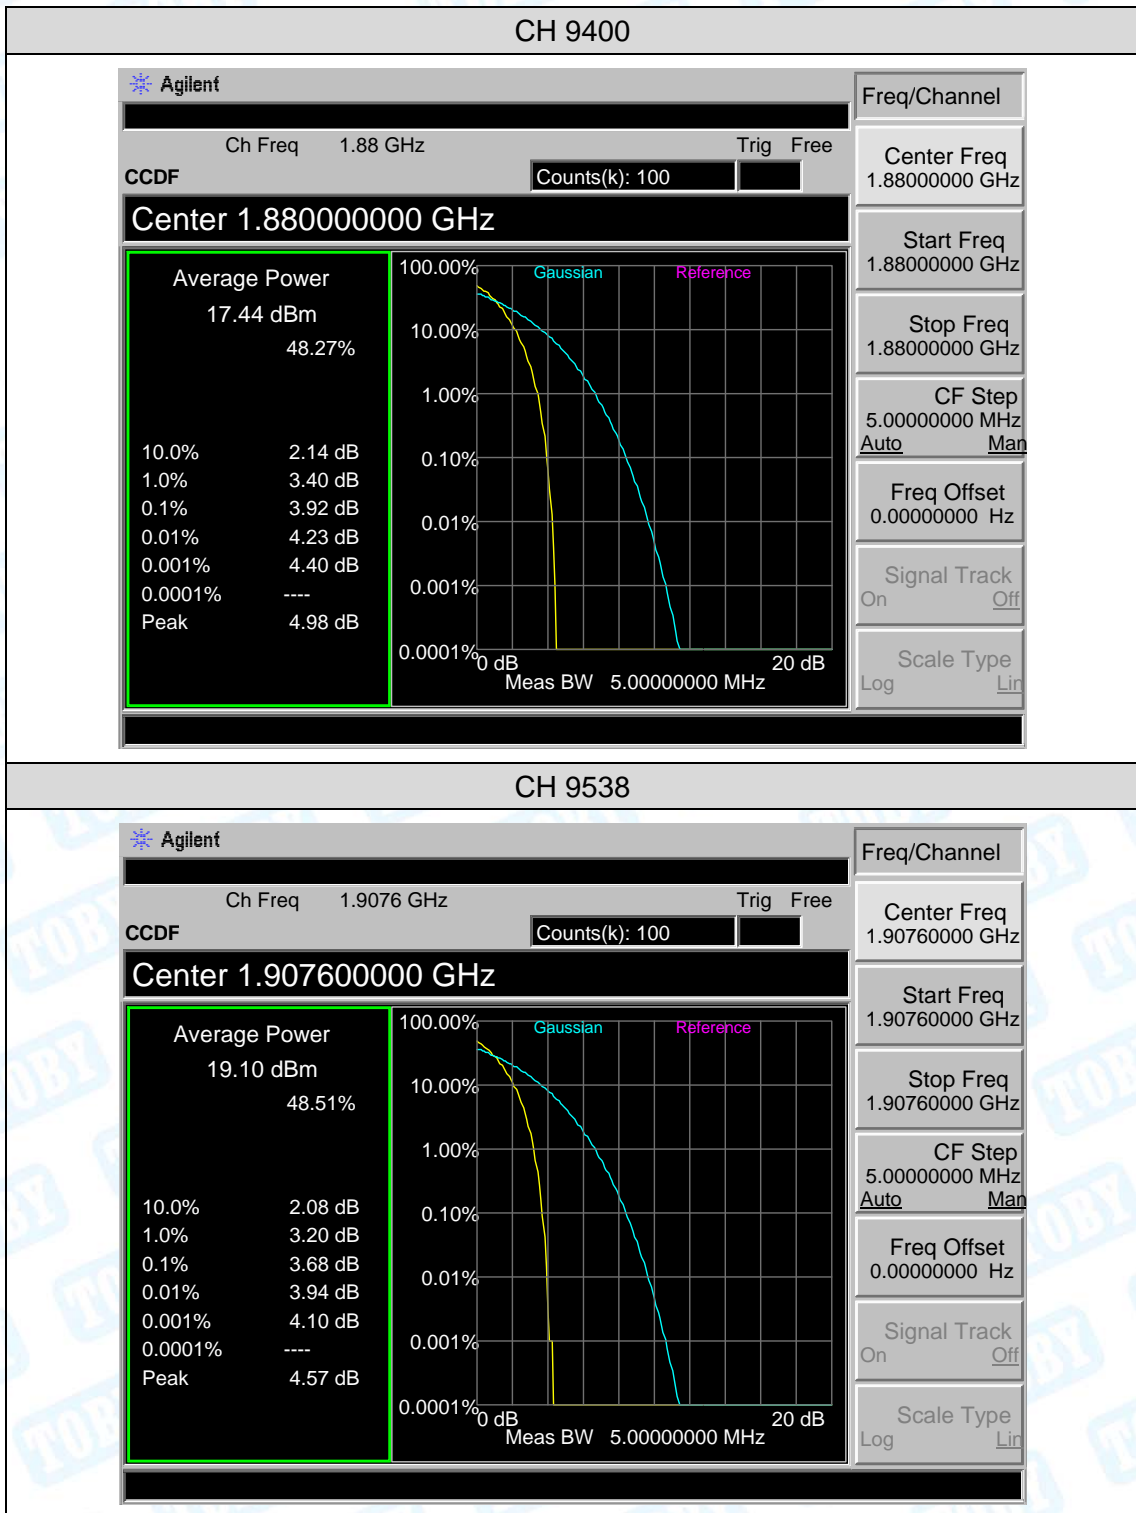 CH 9400
Agilent
Freq/Channel
Ch Freq 1.88 GHz Trig Free
CCDF Counts(k): 100
Center 1.880000000 GHz
Average Power
17.44 dBm
48.27%
10.0% 2.14 dB
1.0% 3.40 dB
0.1% 3.92 dB
0.01% 4.23 dB
0.001% 4.40 dB
0.0001% ----
Peak 4.98 dB
Gaussian Reference
100.00%
10.00%
1.00%
0.10%
0.01%
0.001%
0.0001%
0 dB 20 dB
Meas BW 5.00000000 MHz
Center Freq
1.88000000 GHz
Start Freq
1.88000000 GHz
Stop Freq
1.88000000 GHz
CF Step
5.00000000 MHz
Auto Man
Freq Offset
0.00000000 Hz
Signal Track
On Off
Scale Type
Log Lin
CH 9538
Agilent
Freq/Channel
Ch Freq 1.9076 GHz Trig Free
CCDF Counts(k): 100
Center 1.907600000 GHz
Average Power
19.10 dBm
48.51%
10.0% 2.08 dB
1.0% 3.20 dB
0.1% 3.68 dB
0.01% 3.94 dB
0.001% 4.10 dB
0.0001% ----
Peak 4.57 dB
Gaussian Reference
100.00%
10.00%
1.00%
0.10%
0.01%
0.001%
0.0001%
0 dB 20 dB
Meas BW 5.00000000 MHz
Center Freq
1.90760000 GHz
Start Freq
1.90760000 GHz
Stop Freq
1.90760000 GHz
CF Step
5.00000000 MHz
Auto Man
Freq Offset
0.00000000 Hz
Signal Track
On Off
Scale Type
Log Lin
TOBY